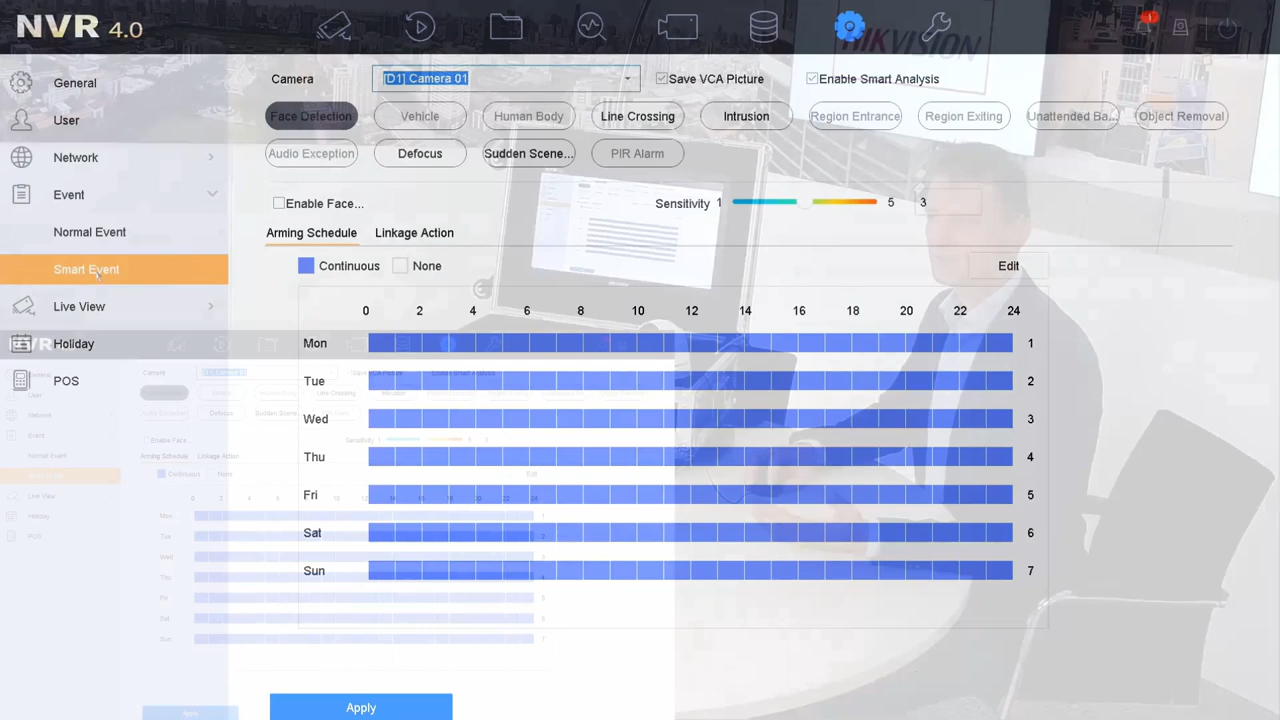 NVR 4.0
HIKVISION
General
User
Network
Event
Normal Event
Smart Event
Live View
Holiday
POS
Camera [D1] Camera 01 Save VCA Picture Enable Smart Analysis
Face Detection Vehicle Human Body Line Crossing Intrusion Region Entrance Region Exiting Unattended Ba... Object Removal
Audio Exception Defocus Sudden Scene... PIR Alarm
Enable Face... Sensitivity 1 5 3
Arming Schedule Linkage Action
Continuous None Edit
0 2 4 6 8 10 12 14 16 18 20 22 24
Mon 1
Tue 2
Wed 3
Thu 4
Fri 5
Sat 6
Sun 7
Apply